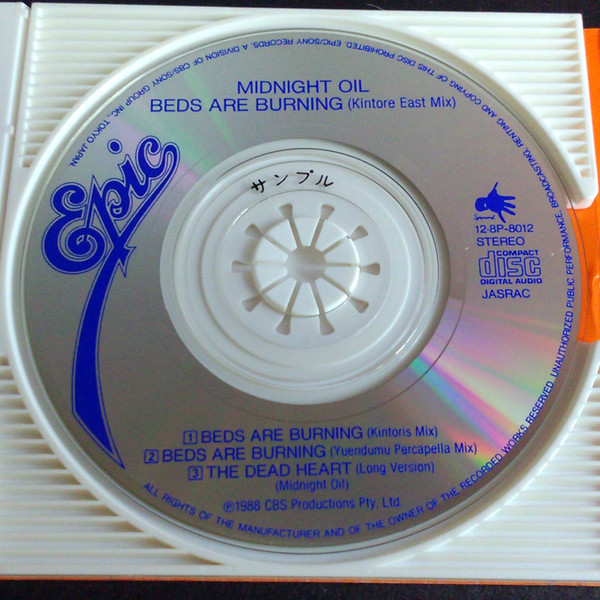 MIDNIGHT OIL
BEDS ARE BURNING (Kintore East Mix)
Epic
サンプル
Sound
12·8P-8012
STEREO
COMPACT
disc
DIGITAL AUDIO
JASRAC
1 BEDS ARE BURNING (Kintoris Mix)
2 BEDS ARE BURNING (Yuendumu Percapella Mix)
3 THE DEAD HEART (Long Version)
(Midnight Oil)
℗1988 CBS Productions Pty. Ltd.
ALL RIGHTS OF THE MANUFACTURER AND OF THE OWNER OF THE RECORDED WORKS RESERVED. UNAUTHORIZED PUBLIC PERFORMANCE. BROADCASTING, RENTING AND COPYING OF THIS DISC PROHIBITED. EPIC/SONY RECORDS, A DIVISION OF CBS/SONY GROUP INC., TOKYO JAPAN.